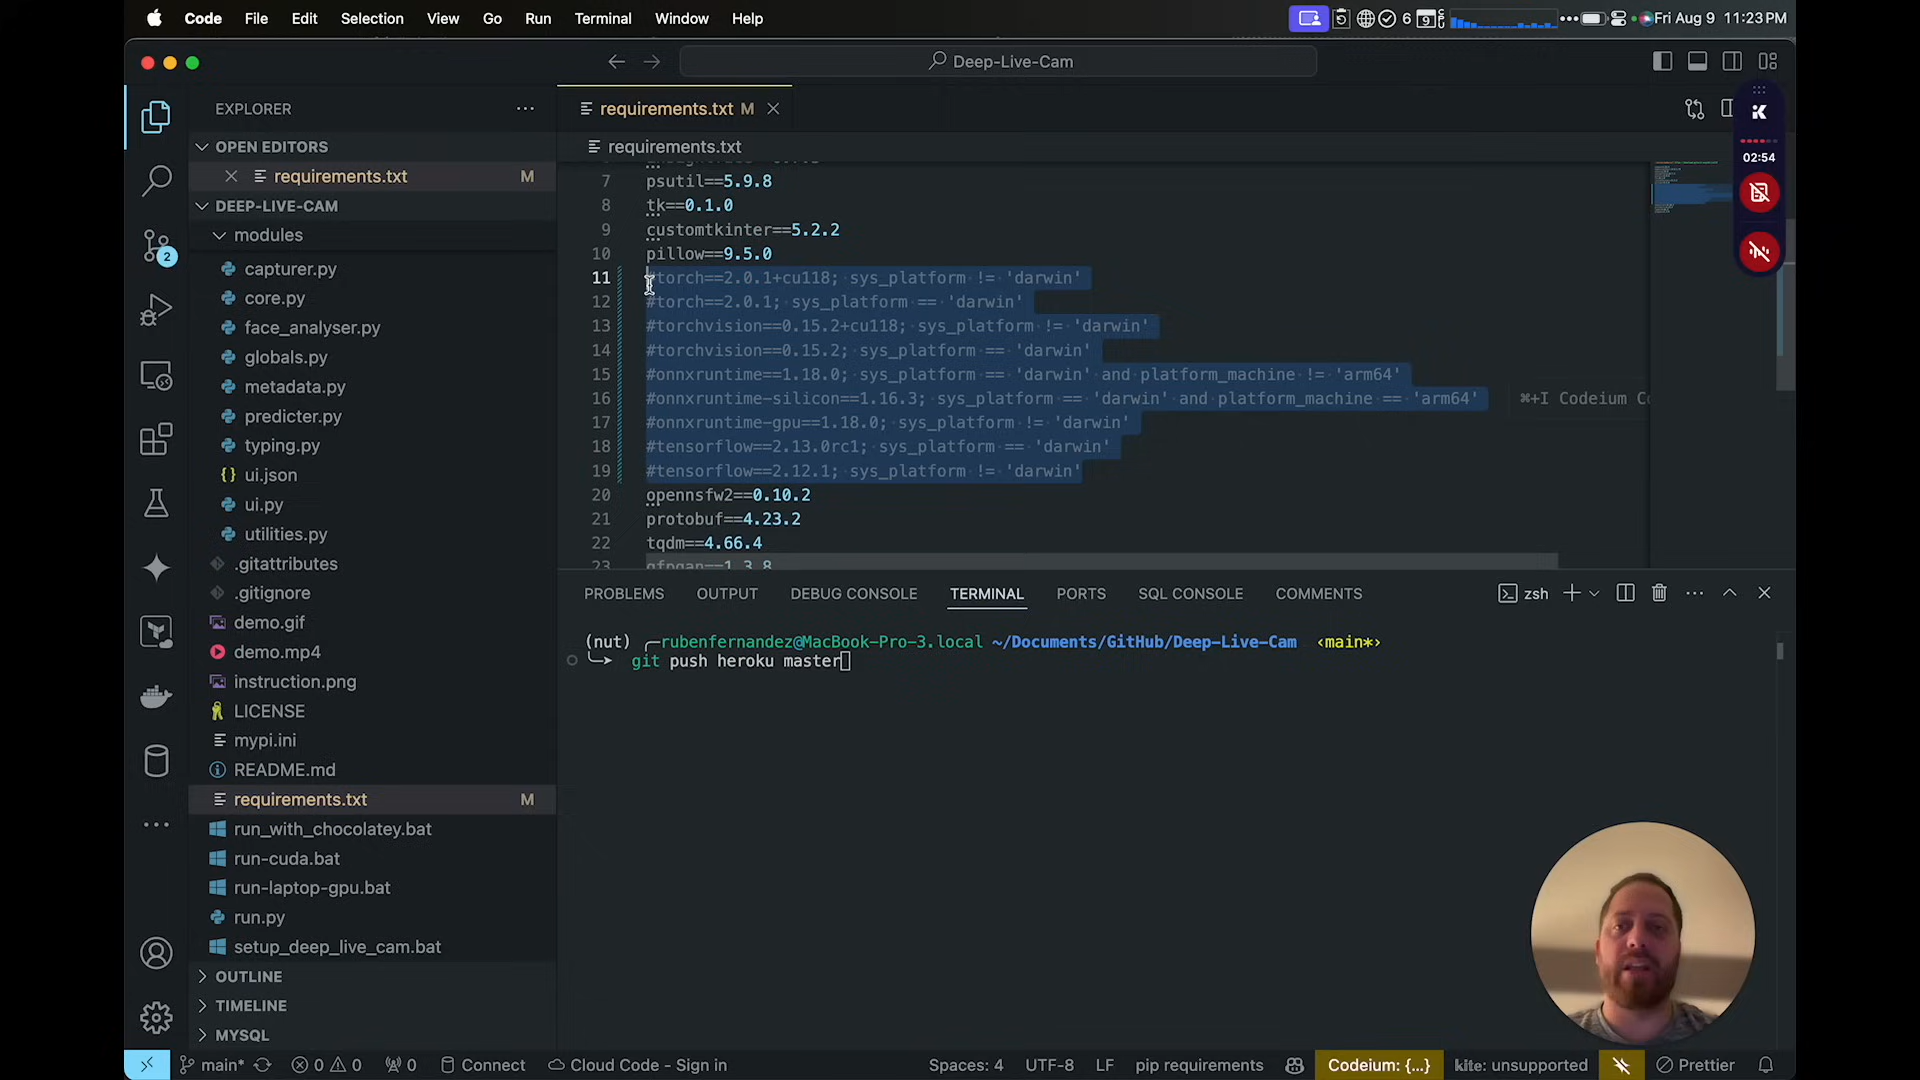 Code File Edit Selection View Go Run Terminal Window Help 6 9 Fri Aug 9 11:23 PM
Deep-Live-Cam
EXPLORER
OPEN EDITORS
requirements.txt M
DEEP-LIVE-CAM
modules
capturer.py
core.py
face_analyser.py
globals.py
metadata.py
predicter.py
typing.py
ui.json
ui.py
utilities.py
.gitattributes
.gitignore
demo.gif
demo.mp4
instruction.png
LICENSE
mypi.ini
README.md
requirements.txt M
run_with_chocolatey.bat
run-cuda.bat
run-laptop-gpu.bat
run.py
setup_deep_live_cam.bat
OUTLINE
TIMELINE
MYSQL
2
requirements.txt M
requirements.txt
7 psutil==5.9.8
8 tk==0.1.0
9 customtkinter==5.2.2
10 pillow==9.5.0
11 #torch==2.0.1+cu118; sys_platform != 'darwin'
12 #torch==2.0.1; sys_platform == 'darwin'
13 #torchvision==0.15.2+cu118; sys_platform != 'darwin'
14 #torchvision==0.15.2; sys_platform == 'darwin'
15 #onnxruntime==1.18.0; sys_platform == 'darwin' and platform_machine != 'arm64'
16 #onnxruntime-silicon==1.16.3; sys_platform == 'darwin' and platform_machine == 'arm64' ⌘+I Codeium Co
17 #onnxruntime-gpu==1.18.0; sys_platform != 'darwin'
18 #tensorflow==2.13.0rc1; sys_platform == 'darwin'
19 #tensorflow==2.12.1; sys_platform != 'darwin'
20 opennsfw2==0.10.2
21 protobuf==4.23.2
22 tqdm==4.66.4
23 gfpgan==1.3.8
02:54
PROBLEMS OUTPUT DEBUG CONSOLE TERMINAL PORTS SQL CONSOLE COMMENTS zsh
(nut) rubenfernandez@MacBook-Pro-3.local ~/Documents/GitHub/Deep-Live-Cam ‹main*›
git push heroku master
main* 0 0 0 Connect Cloud Code - Sign in Spaces: 4 UTF-8 LF pip requirements Codeium: {...} kite: unsupported Prettier